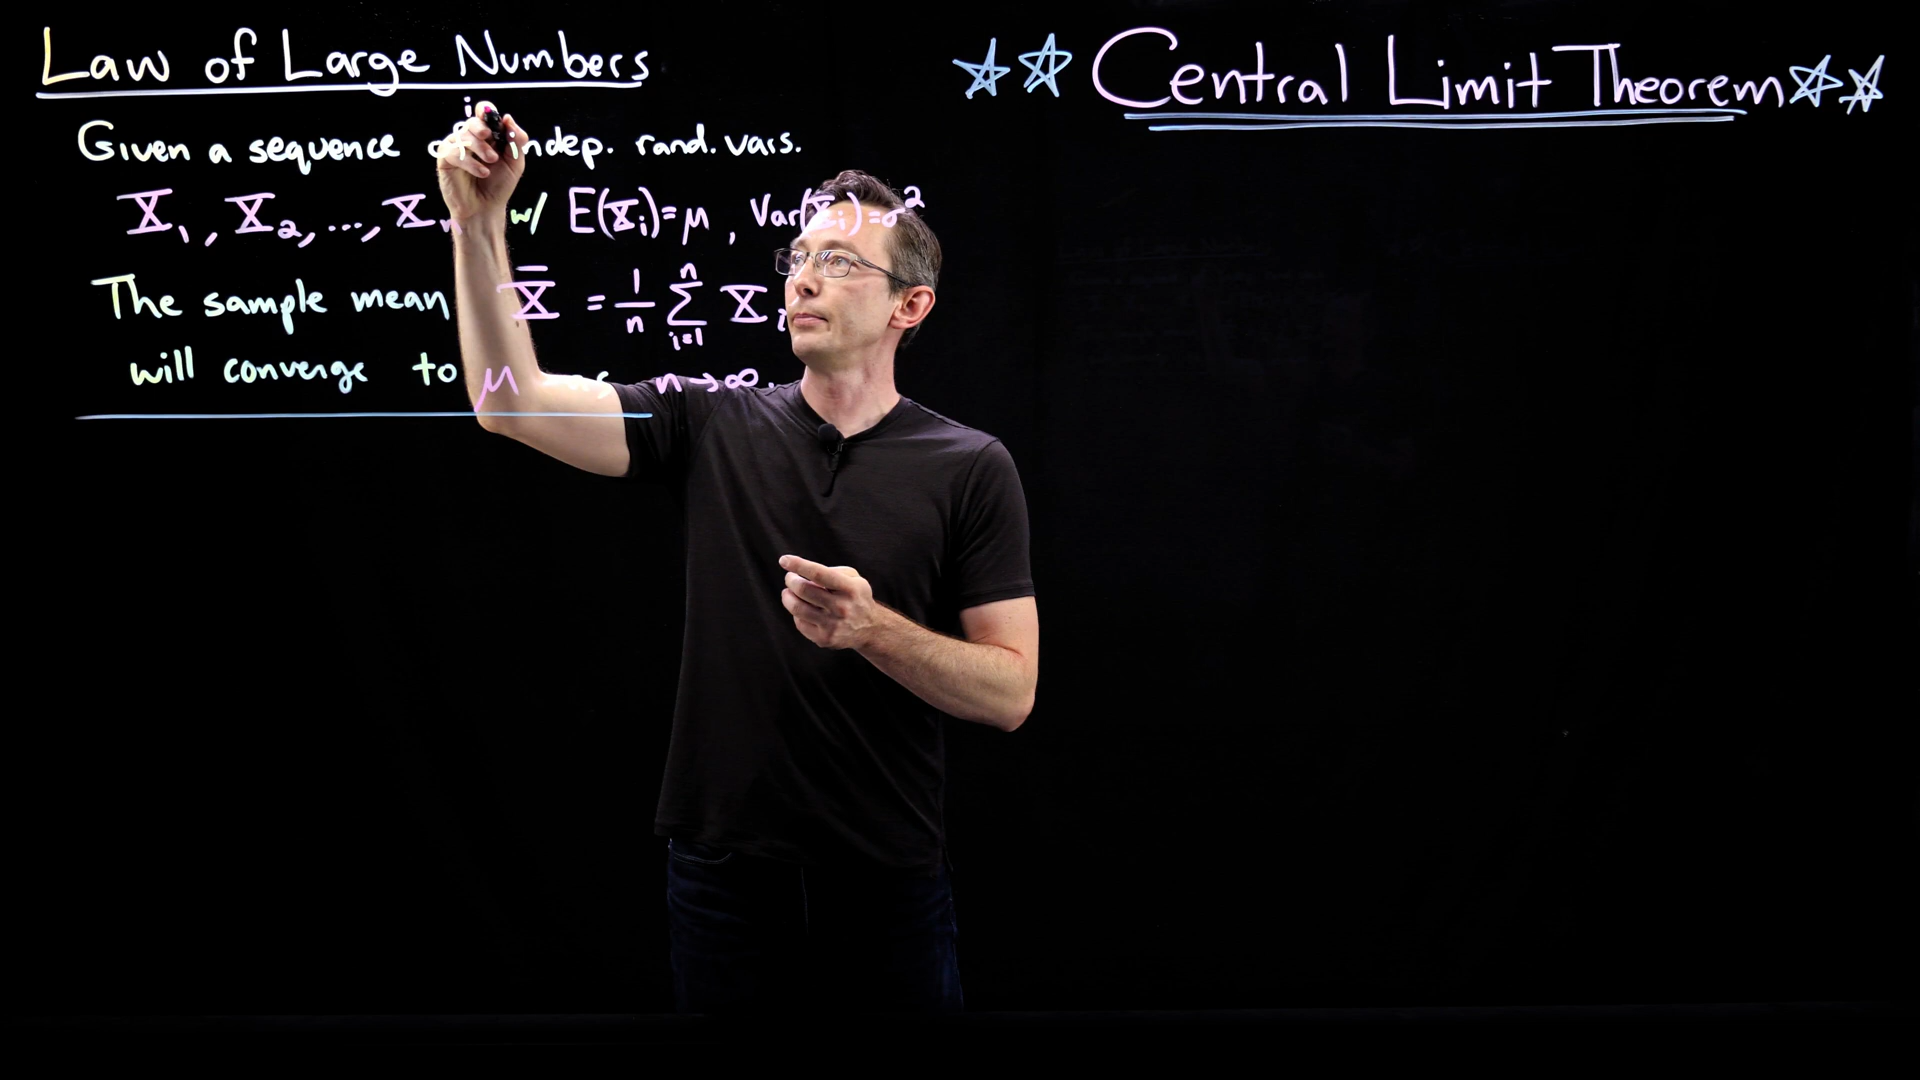 Law of Large Numbers
i
Given a sequence of indep. rand. vars.
X₁, X₂, ..., Xₙ w/ E(Xᵢ)=μ, Var(Xᵢ)=σ²
The sample mean X̄ = 1/n ∑ᵢ₌₁ⁿ Xᵢ
will converge to μ as n→∞.
☆☆ Central Limit Theorem ☆☆